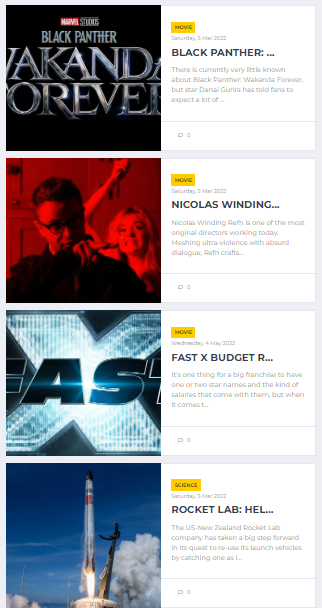 MARVEL STUDIOS
BLACK PANTHER
WAKANDA
FOREVER
MOVIE
Saturday, 5 Mar 2022
BLACK PANTHER: ...
There is currently very little known
about Black Panther: Wakanda Forever,
but star Danai Gurira has told fans to
expect a lot of ...
0
MOVIE
Saturday, 5 Mar 2022
NICOLAS WINDING...
Nicolas Winding Refn is one of the most
original directors working today.
Meshing ultra-violence with absurd
dialogue, Refn crafts...
0
FAST
X
MOVIE
Wednesday, 4 May 2022
FAST X BUDGET R...
It's one thing for a big franchise to have
one or two star names and the kind of
salaries that come with them, but when
it comes t...
0
SCIENCE
Saturday, 5 Mar 2022
ROCKET LAB: HEL...
The US-New Zealand Rocket Lab
company has taken a big step forward
in its quest to re-use its launch vehicles
by catching one as i...
0